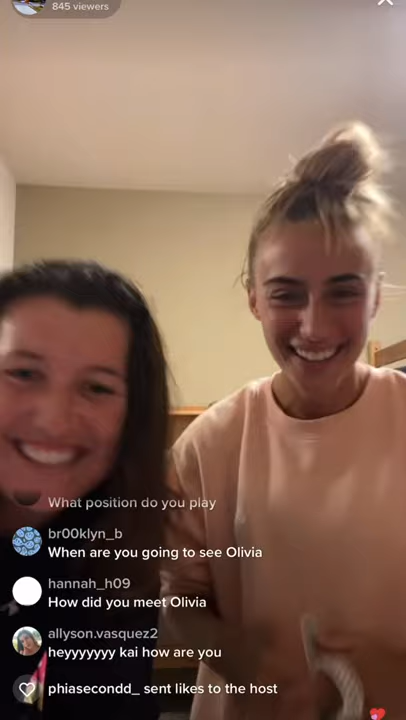 845 viewers
What position do you play
br00klyn_b
When are you going to see Olivia
hannah_h09
How did you meet Olivia
allyson.vasquez2
heyyyyyyy kai how are you
phiasecondd_ sent likes to the host